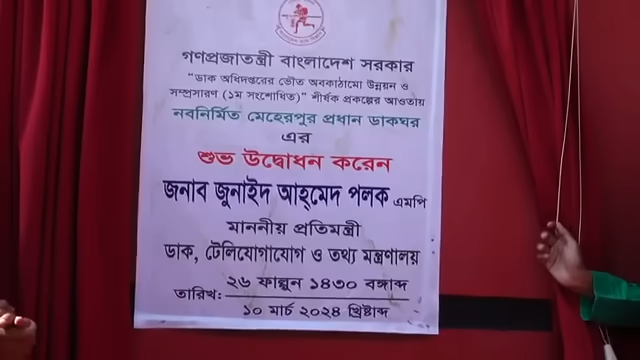 গণপ্রজাতন্ত্রী বাংলাদেশ সরকার
"ডাক অধিদপ্তরের ভৌত অবকাঠামো উন্নয়ন ও
সম্প্রসারণ (১ম সংশোধিত)" শীর্ষক প্রকল্পের আওতায়
নবনির্মিত মেহেরপুর প্রধান ডাকঘর
এর
শুভ উদ্বোধন করেন
জনাব জুনাইদ আহ্‌মেদ পলক এমপি
মাননীয় প্রতিমন্ত্রী
ডাক, টেলিযোগাযোগ ও তথ্য মন্ত্রণালয়
তারিখ: ২৬ ফাল্গুন ১৪৩০ বঙ্গাব্দ
১০ মার্চ ২০২৪ খ্রিষ্টাব্দ